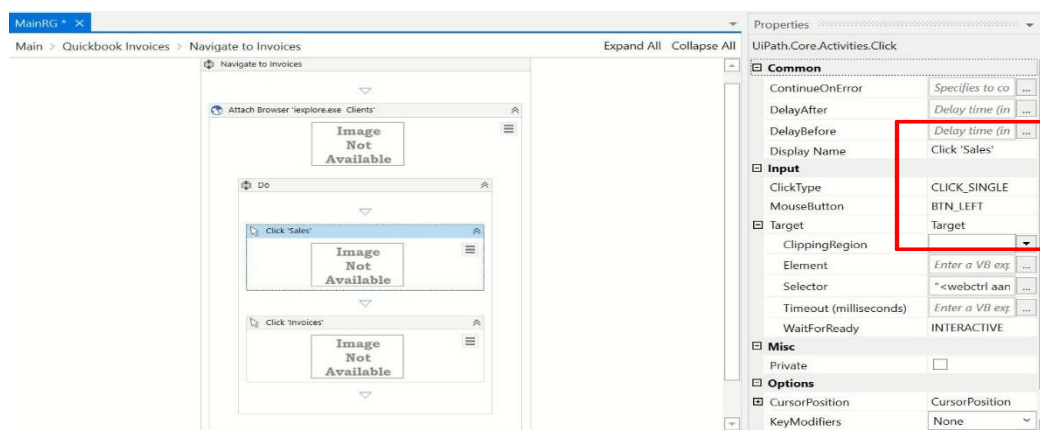 MainRG * ×
Main > Quickbook Invoices > Navigate to Invoices
Expand All Collapse All
Navigate to Invoices
Attach Browser 'iexplore.exe Clients'
Image
Not
Available
Do
Click 'Sales'
Image
Not
Available
Click 'Invoices'
Image
Not
Available
Properties
UiPath.Core.Activities.Click
Common
ContinueOnError Specifies to co ...
DelayAfter Delay time (in ...
DelayBefore Delay time (in ...
Display Name Click 'Sales'
Input
ClickType CLICK_SINGLE
MouseButton BTN_LEFT
Target Target
ClippingRegion
Element Enter a VB exp ...
Selector "<webctrl aan ...
Timeout (milliseconds) Enter a VB exp ...
WaitForReady INTERACTIVE
Misc
Private
Options
CursorPosition CursorPosition
KeyModifiers None